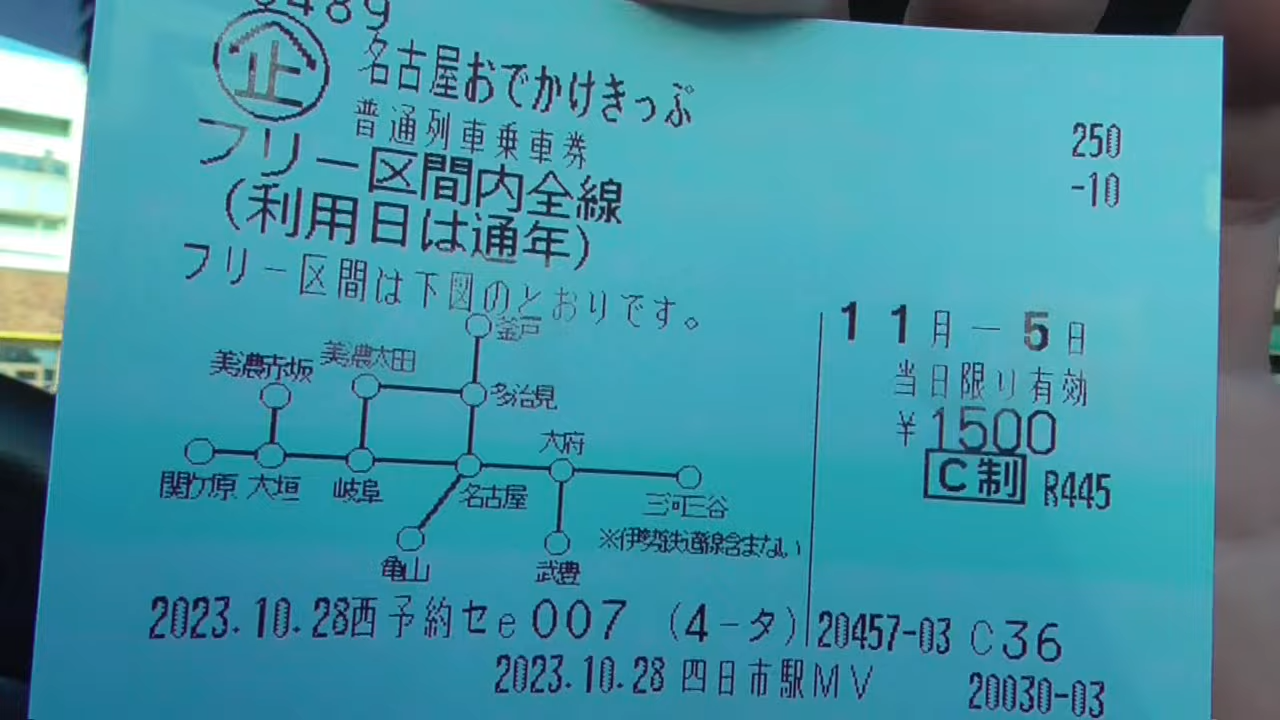 0489
企 名古屋おでかけきっぷ
普通列車乗車券
250
-10
フリー区間内全線
(利用日は通年)
フリー区間は下図のとおりです。
釜戸
美濃赤坂 美濃太田
多治見
大府
関ケ原 大垣 岐阜 名古屋 三河三谷
※伊勢鉄道線含まない
亀山 武豊
11月-5日
当日限り有効
¥1500
C制 R445
2023.10.28西予約セe007 (4-タ) 20457-03 C36
2023.10.28 四日市駅MV 20030-03